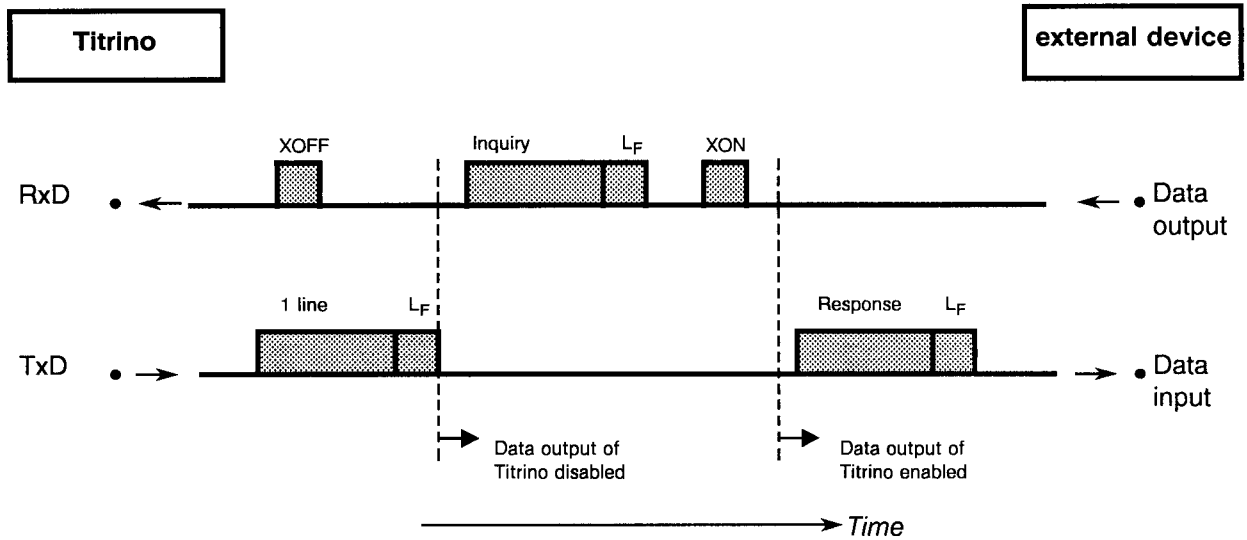 Titrino
external device
XOFF
Inquiry
LF
XON
RxD
Data
output
1 line
LF
Response
LF
TxD
Data
input
Data output of
Titrino disabled
Data output of
Titrino enabled
Time